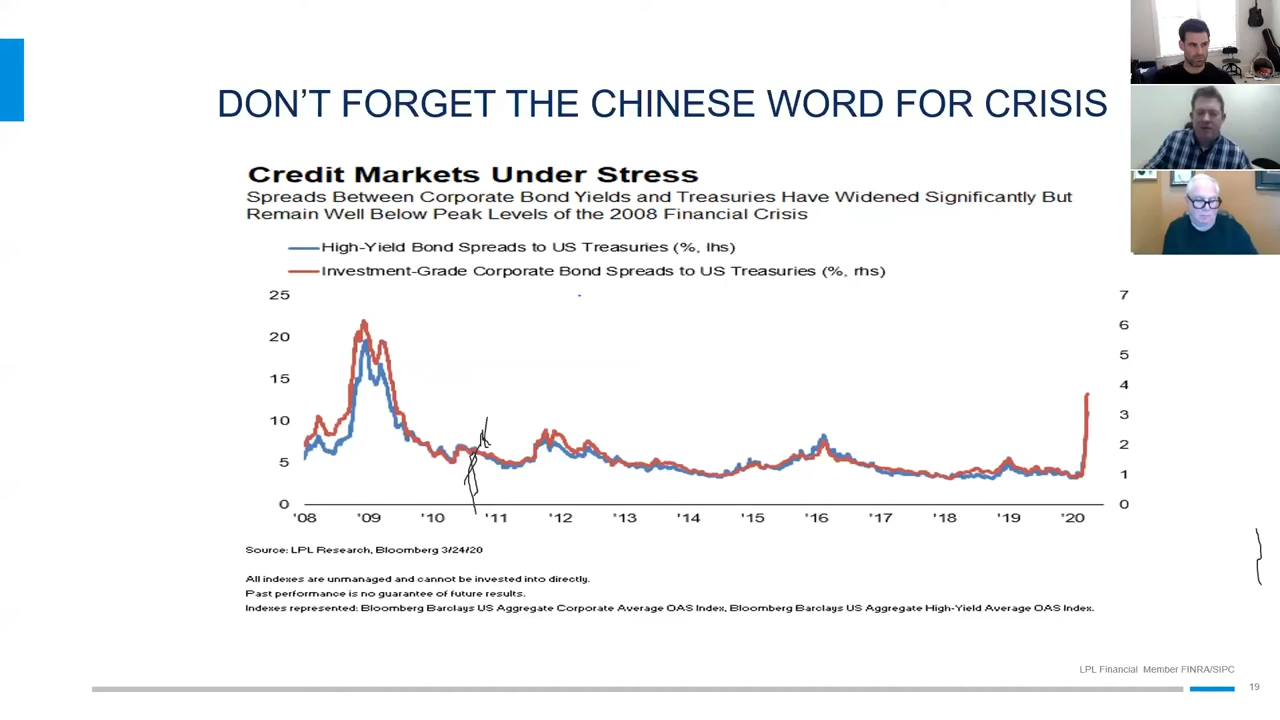 DON'T FORGET THE CHINESE WORD FOR CRISIS
Credit Markets Under Stress
Spreads Between Corporate Bond Yields and Treasuries Have Widened Significantly But
Remain Well Below Peak Levels of the 2008 Financial Crisis
High-Yield Bond Spreads to US Treasuries (%, lhs)
Investment-Grade Corporate Bond Spreads to US Treasuries (%, rhs)
25 7
6
20
5
15
4
10 3
2
5
1
0 0
'08 '09 '10 '11 '12 '13 '14 '15 '16 '17 '18 '19 '20
Source: LPL Research, Bloomberg 3/24/20
All indexes are unmanaged and cannot be invested into directly.
Past performance is no guarantee of future results.
Indexes represented: Bloomberg Barclays US Aggregate Corporate Average OAS Index, Bloomberg Barclays US Aggregate High-Yield Average OAS Index.
LPL Financial Member FINRA/SIPC
19